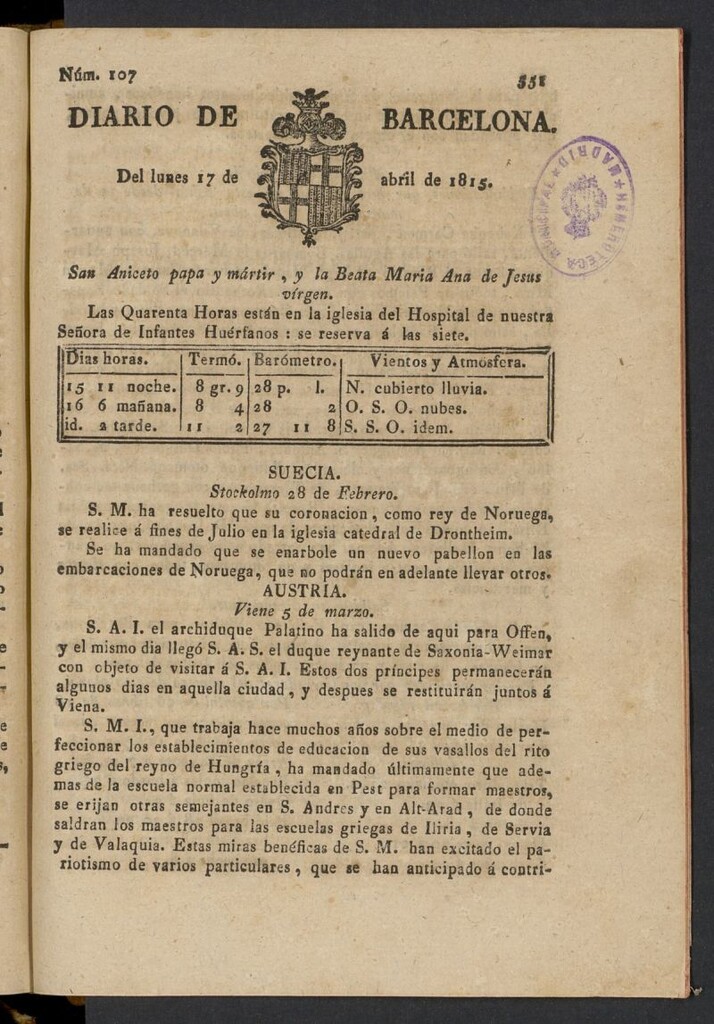 Núm. 107
551
DIARIO DE BARCELONA.
Del lunes 17 de abril de 1815.
HEMEROTECA MUNICIPAL ★ MADRID ★
San Aniceto papa y mártir , y la Beata Maria Ana de Jesus
vírgen.
Las Quarenta Horas están en la iglesia del Hospital de nuestra
Señora de Infantes Huérfanos : se reserva á las siete.
Dias horas. Termó. Barómetro. Vientos y Atmósfera.
15 11 noche. 8 gr. 9 28 p. l. N. cubierto lluvia.
16 6 mañana. 8 4 28 2 O. S. O. nubes.
id. 2 tarde. 11 2 27 11 8 S. S. O. idem.
SUECIA.
Stockolmo 28 de Febrero.
S. M. ha resuelto que su coronacion , como rey de Noruega,
se realice á fines de Julio en la iglesia catedral de Drontheim.
Se ha mandado que se enarbole un nuevo pabellon en las
embarcaciones de Noruega, que no podrán en adelante llevar otros.
AUSTRIA.
Viene 5 de marzo.
S. A. I. el archiduque Palatino ha salido de aqui para Offen,
y el mismo dia llegó S. A. S. el duque reynante de Saxonia-Weimar
con objeto de visitar á S. A. I. Estos dos príncipes permanecerán
algunos dias en aquella ciudad , y despues se restituirán juntos á
Viena.
S. M. I., que trabaja hace muchos años sobre el medio de per-
feccionar los establecimientos de educacion de sus vasallos del rito
griego del reyno de Hungría , ha mandado últimamente que ade-
mas de la escuela normal establecida en Pest para formar maestros,
se erijan otras semejantes en S. Andres y en Alt-Arad , de donde
saldran los maestros para las escuelas griegas de Iliria , de Servia
y de Valaquia. Estas miras benéficas de S. M. han excitado el pa-
triotismo de varios particulares , que se han anticipado á contri-